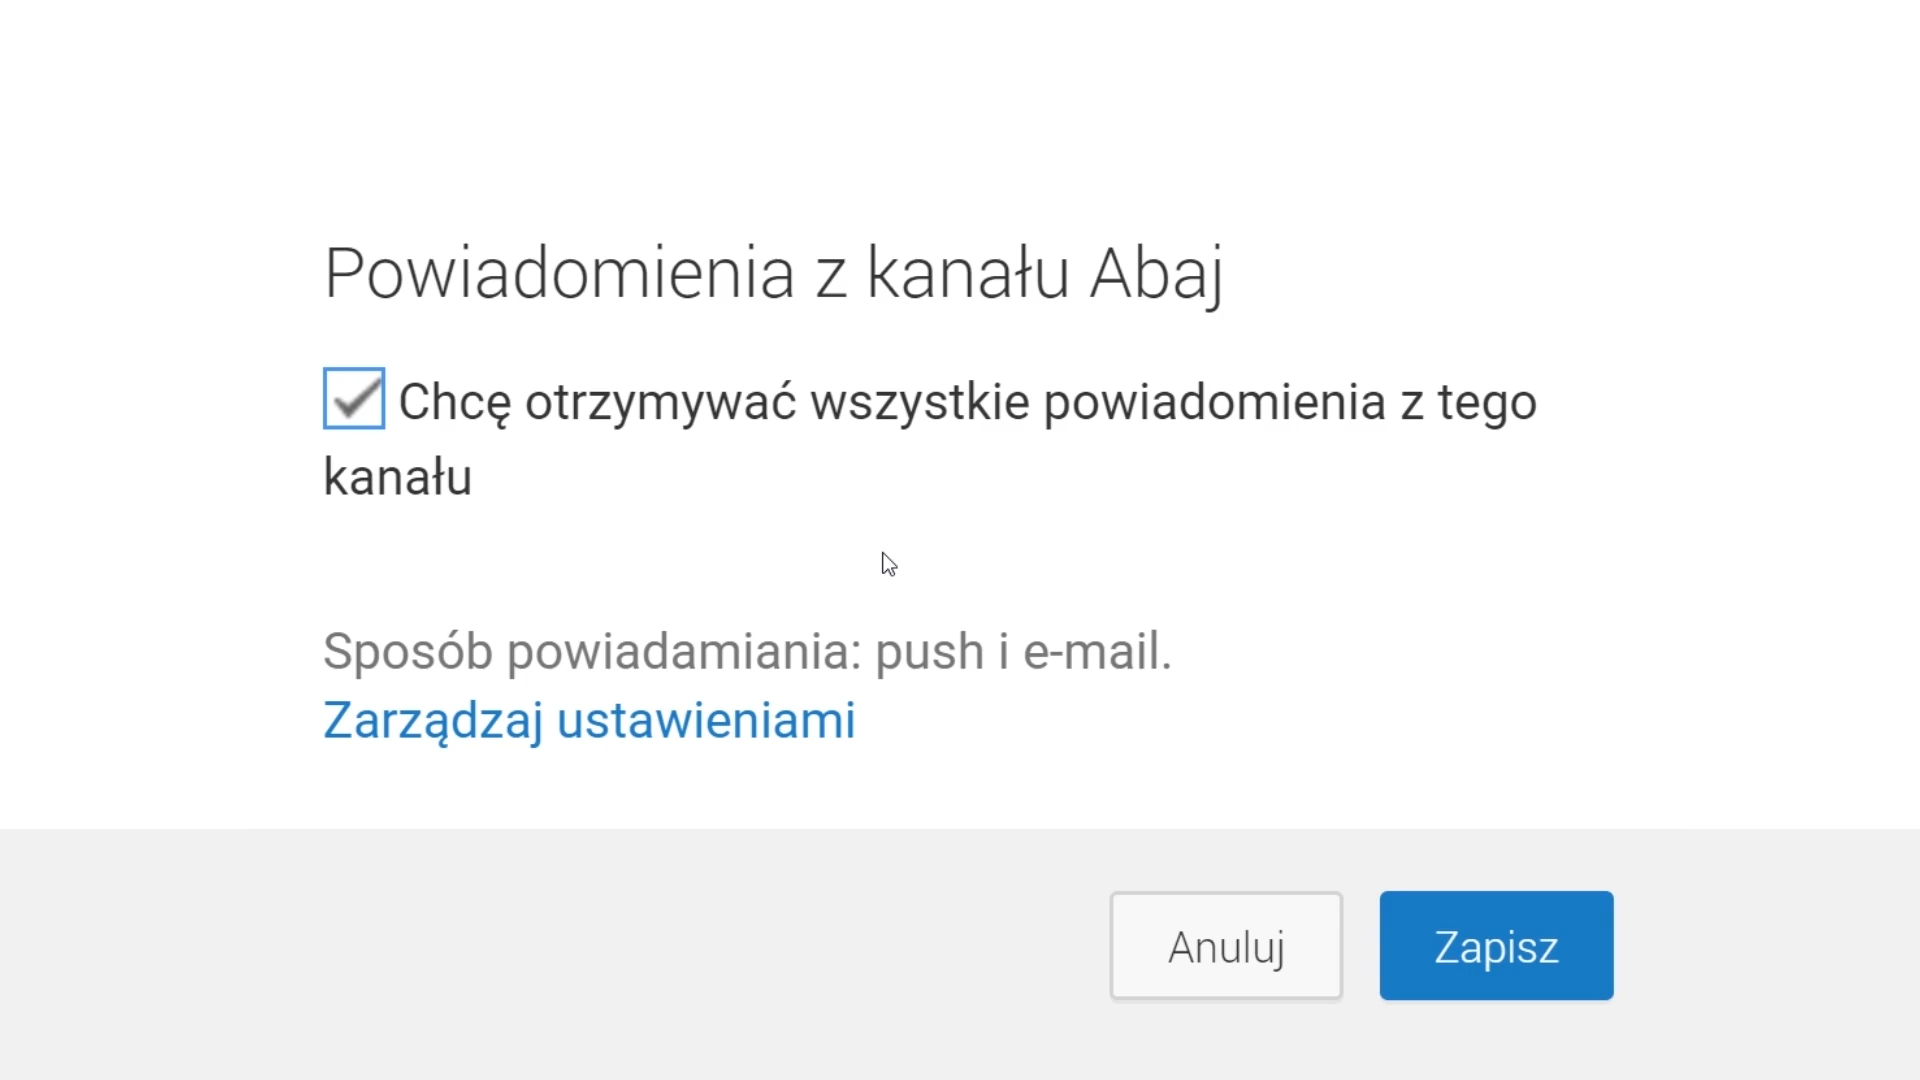 Powiadomienia z kanału Abaj
Chcę otrzymywać wszystkie powiadomienia z tego
kanału
Sposób powiadamiania: push i e-mail.
Zarządzaj ustawieniami
Anuluj
Zapisz